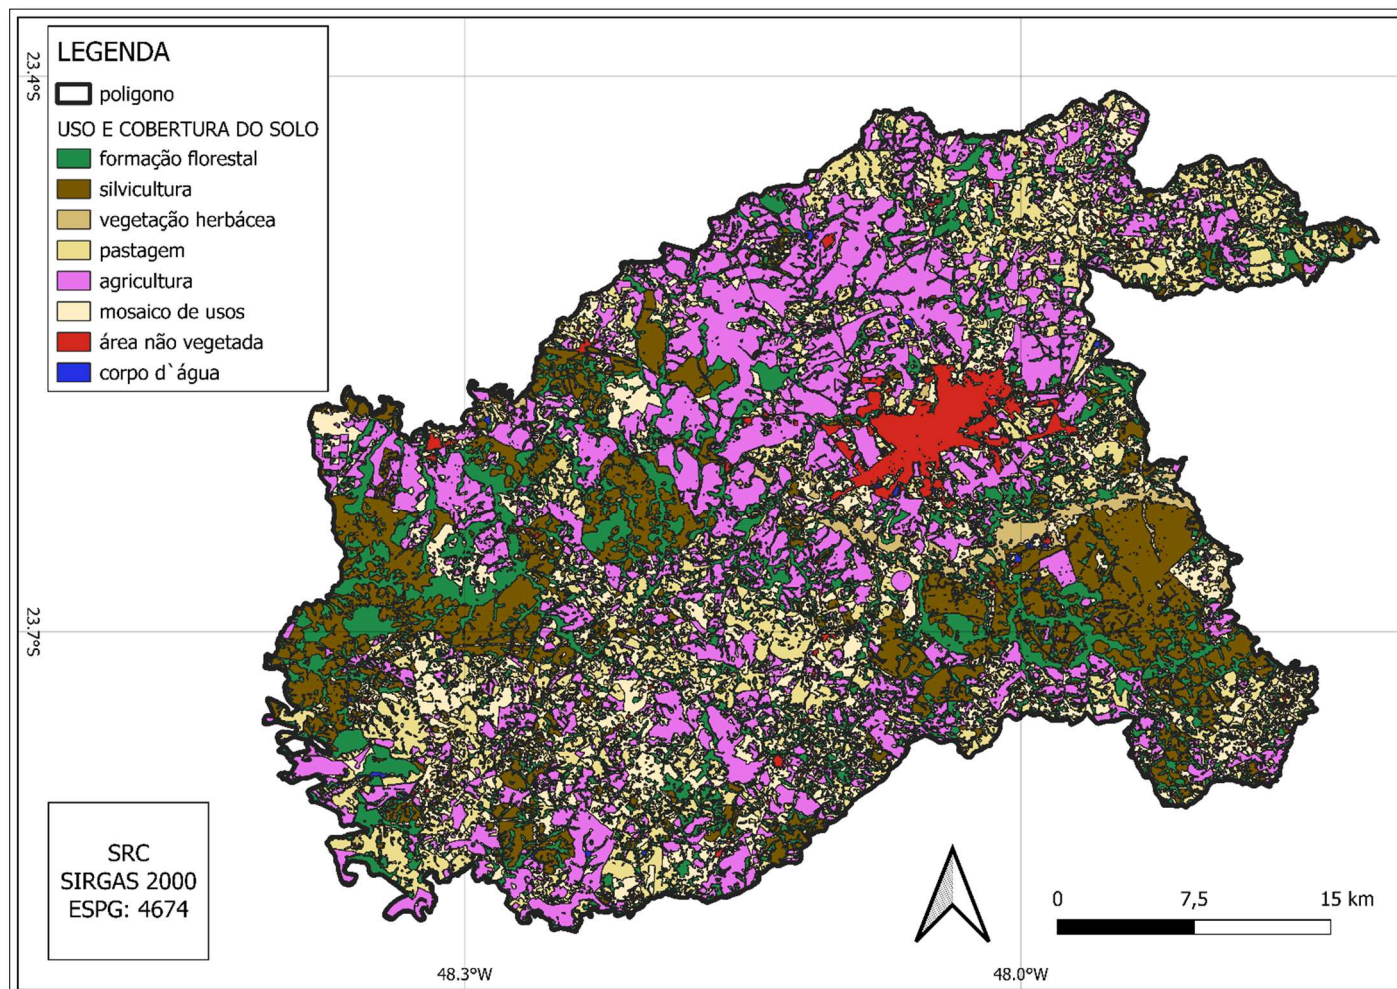 LEGENDA
poligono
USO E COBERTURA DO SOLO
formação florestal
silvicultura
vegetação herbácea
pastagem
agricultura
mosaico de usos
área não vegetada
corpo d`água
23.4°S
23.7°S
SRC
SIRGAS 2000
ESPG: 4674
0 7,5 15 km
48.3°W 48.0°W